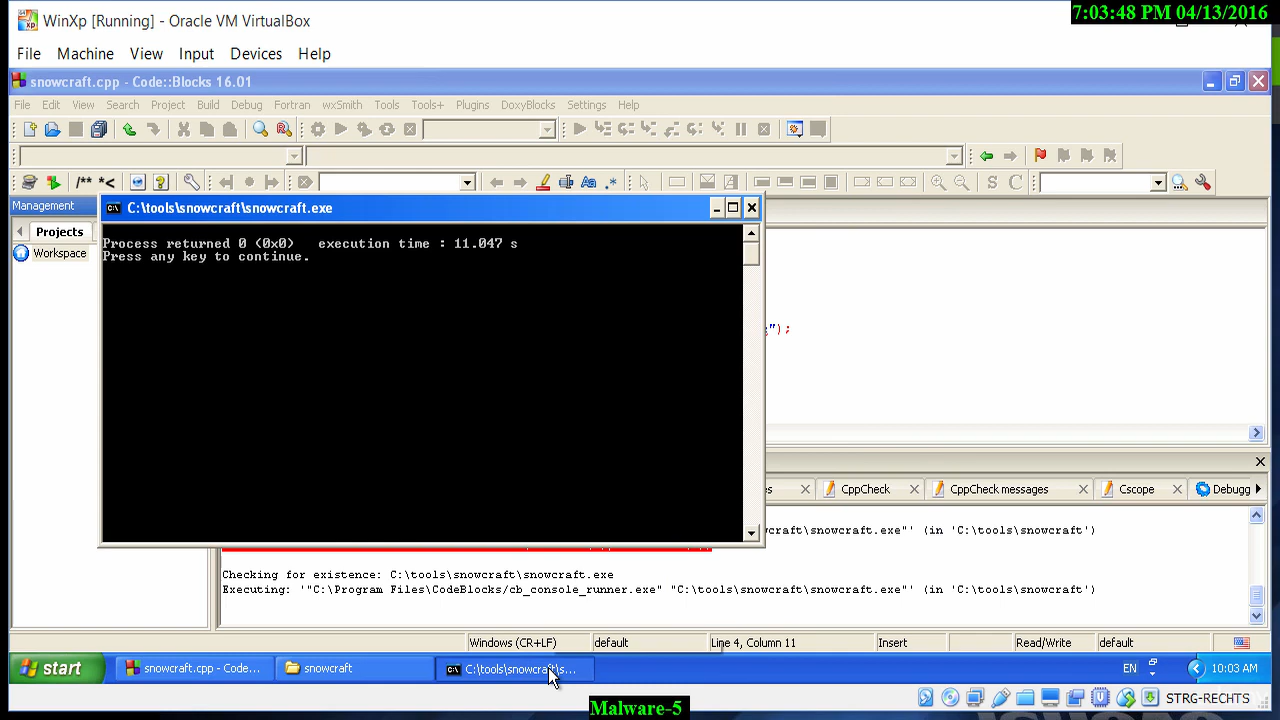 7:03:48 PM 04/13/2016
WinXp [Running] - Oracle VM VirtualBox
File Machine View Input Devices Help
snowcraft.cpp - Code::Blocks 16.01
File Edit View Search Project Build Debug Fortran wxSmith Tools Tools+ Plugins DoxyBlocks Settings Help
/** *<
.*
S C
Management
C:\tools\snowcraft\snowcraft.exe
Projects
Workspace
Process returned 0 (0x0)   execution time : 11.047 s
Press any key to continue.
");
s CppCheck CppCheck messages Cscope Debugg
craft\snowcraft.exe"' (in 'C:\tools\snowcraft')
Checking for existence: C:\tools\snowcraft\snowcraft.exe
Executing: '"C:\Program Files\CodeBlocks/cb_console_runner.exe" "C:\tools\snowcraft\snowcraft.exe"' (in 'C:\tools\snowcraft')
Windows (CR+LF) default Line 4, Column 11 Insert Read/Write default
start snowcraft.cpp - Code... snowcraft C:\tools\snowcraft\s... EN 10:03 AM
STRG-RECHTS
Malware-5